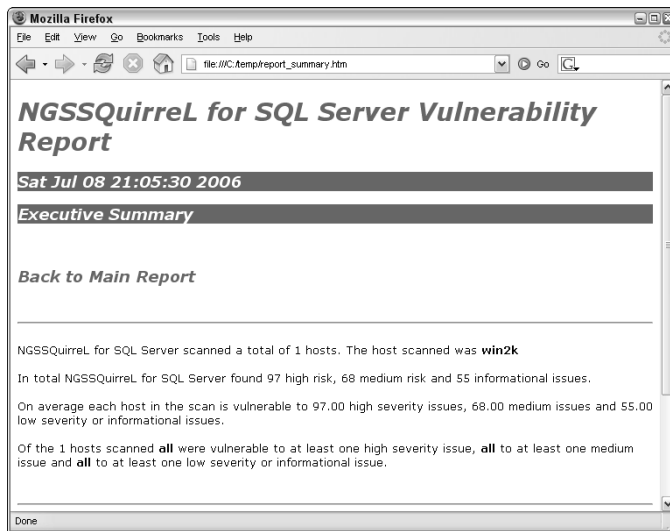 Mozilla Firefox
File Edit View Go Bookmarks Tools Help
file:///C:/temp/report_summary.htm Go G
NGSSQuirreL for SQL Server Vulnerability
Report
Sat Jul 08 21:05:30 2006
Executive Summary
Back to Main Report
NGSSQuirreL for SQL Server scanned a total of 1 hosts. The host scanned was win2k
In total NGSSQuirreL for SQL Server found 97 high risk, 68 medium risk and 55 informational issues.
On average each host in the scan is vulnerable to 97.00 high severity issues, 68.00 medium issues and 55.00
low severity or informational issues.
Of the 1 hosts scanned all were vulnerable to at least one high severity issue, all to at least one medium
issue and all to at least one low severity or informational issue.
Done